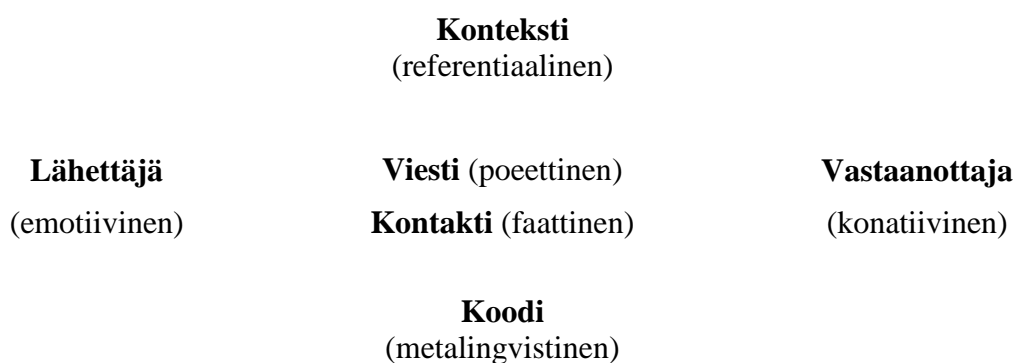 Konteksti
(referentiaalinen)
Lähettäjä Viesti (poeettinen) Vastaanottaja
(emotiivinen) Kontakti (faattinen) (konatiivinen)
Koodi
(metalingvistinen)